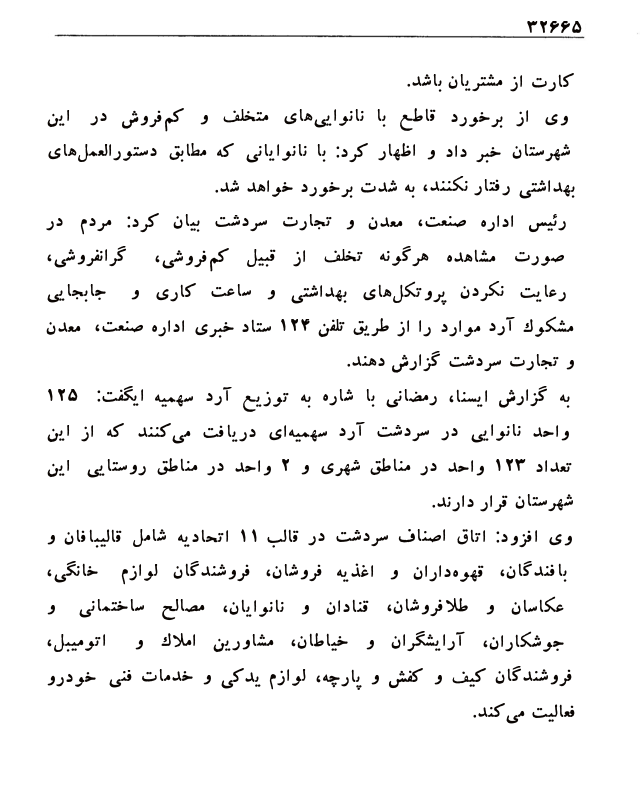 ۳۲۶۶۵
کارت از مشتریان باشد.
وی از برخورد قاطع با نانوایی‌های متخلف و کم‌فروش در این
شهرستان خبر داد و اظهار کرد: با نانوایانی که مطابق دستورالعمل‌های
بهداشتی رفتار نکنند، به شدت برخورد خواهد شد.
رئیس اداره صنعت، معدن و تجارت سردشت بیان کرد: مردم در
صورت مشاهده هرگونه تخلف از قبیل کم‌فروشی، گرانفروشی،
رعایت نکردن پروتکل‌های بهداشتی و ساعت کاری و جابجایی
مشکوك آرد موارد را از طریق تلفن ۱۲۴ ستاد خبری اداره صنعت، معدن
و تجارت سردشت گزارش دهند.
به گزارش ایسنا، رمضانی با شاره به توزیع آرد سهمیه ایگفت: ۱۲۵
واحد نانوایی در سردشت آرد سهمیه‌ای دریافت می‌کنند که از این
تعداد ۱۲۳ واحد در مناطق شهری و ۲ واحد در مناطق روستایی این
شهرستان قرار دارند.
وی افزود: اتاق اصناف سردشت در قالب ۱۱ اتحادیه شامل قالیبافان و
بافندگان، قهوه‌داران و اغذیه فروشان، فروشندگان لوازم خانگی،
عکاسان و طلافروشان، قنادان و نانوایان، مصالح ساختمانی و
جوشکاران، آرایشگران و خیاطان، مشاورین املاك و اتومیبل،
فروشندگان کیف و کفش و پارچه، لوازم یدکی و خدمات فنی خودرو
فعالیت می‌کند.